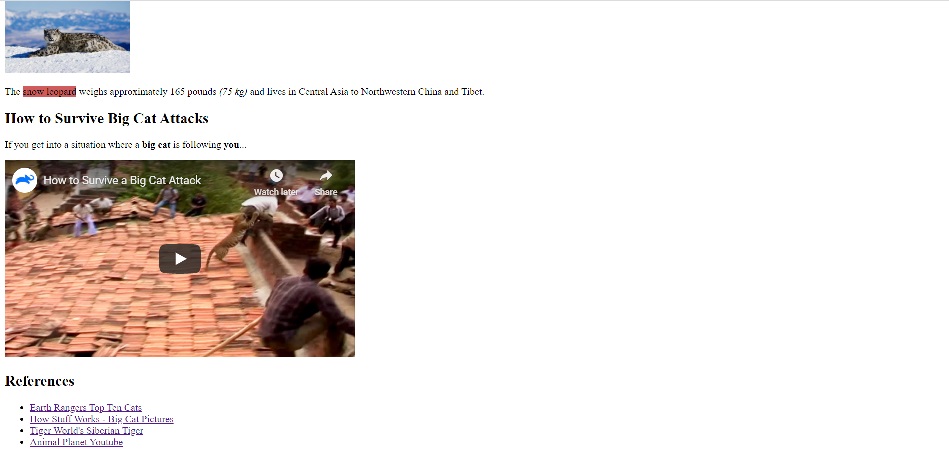 The snow leopard weighs approximately 165 pounds (75 kg) and lives in Central Asia to Northwestern China and Tibet.
How to Survive Big Cat Attacks
If you get into a situation where a big cat is following you...
How to Survive a Big Cat Attack
Watch later
Share
References
Earth Rangers Top Ten Cats
How Stuff Works - Big Cat Pictures
Tiger World's Siberian Tiger
Animal Planet Youtube